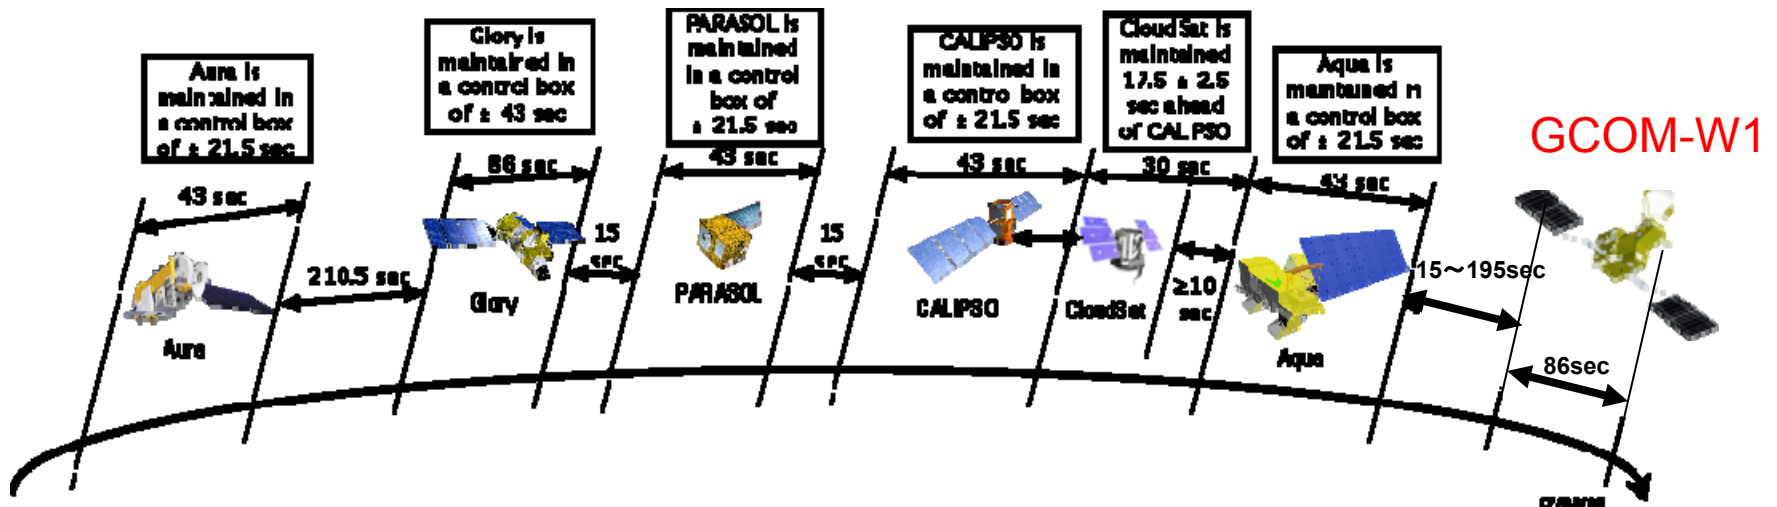 Aura is
maintained in
a control box
of ± 21.5 sec
Glory is
maintained in
a control box
of ± 43 sec
PARASOL is
maintained
in a control
box of
± 21.5 sec
CALIPSO is
maintained in
a contro box
of ± 21.5 sec
CloudSat is
maintained
17.5 ± 2.5
sec ahead
of CALIPSO
Aqua is
maintained in
a control box
of ± 21.5 sec
GCOM-W1
43 sec
86 sec
43 sec
43 sec
30 sec
43 sec
210.5 sec
15
sec
15
sec
≥10
sec
15～195sec
86sec
Aura
Glory
PARASOL
CALIPSO
CloudSat
Aqua